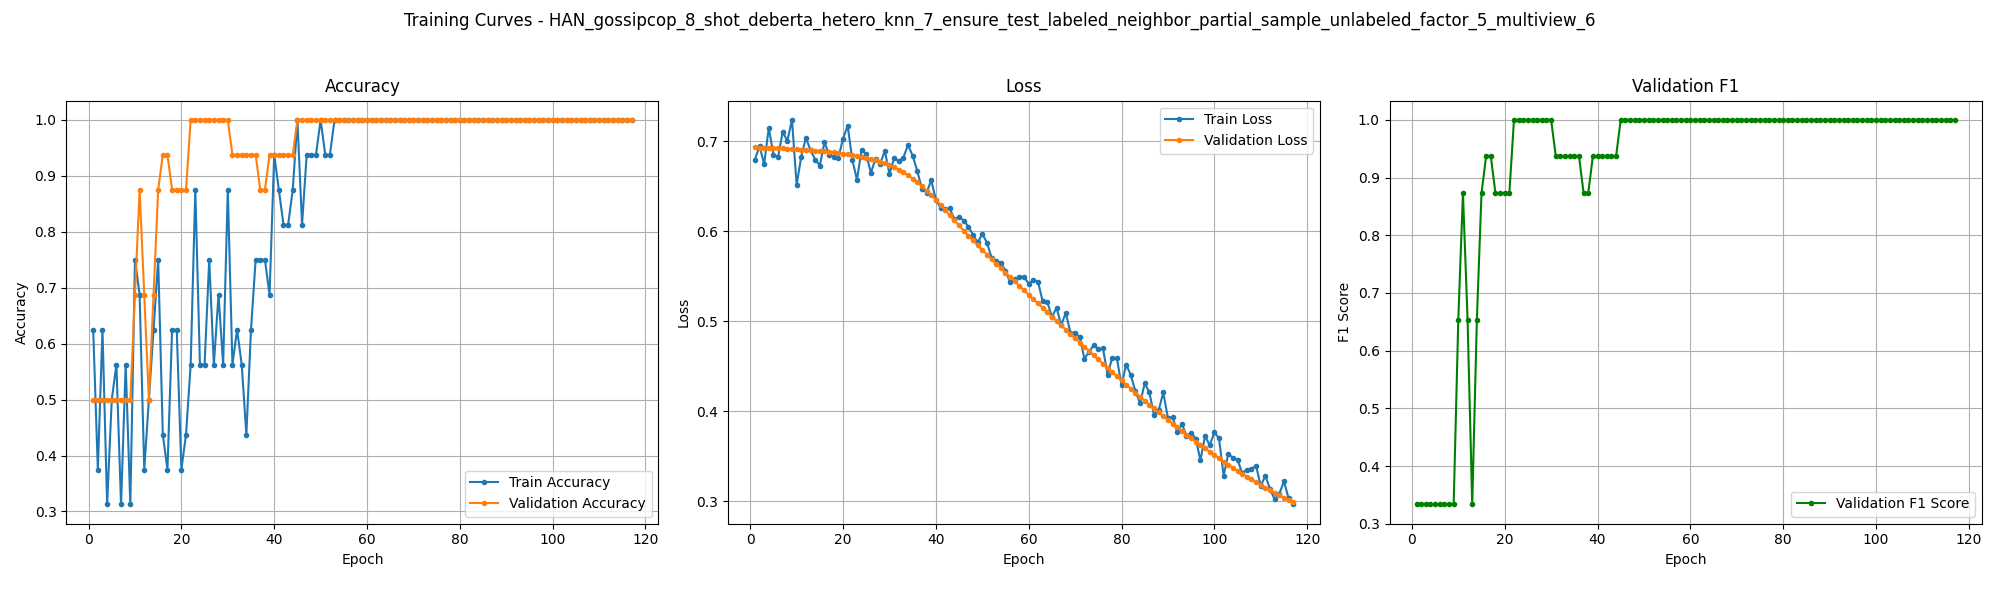 Training Curves - HAN_gossipcop_8_shot_deberta_hetero_knn_7_ensure_test_labeled_neighbor_partial_sample_unlabeled_factor_5_multiview_6
Accuracy
1.0
0.9
0.8
0.7
0.6
0.5
0.4
0.3
Accuracy
Train Accuracy
Validation Accuracy
0 20 40 60 80 100 120
Epoch
Loss
0.7
0.6
0.5
0.4
0.3
Loss
Train Loss
Validation Loss
0 20 40 60 80 100 120
Epoch
Validation F1
1.0
0.9
0.8
0.7
0.6
0.5
0.4
0.3
F1 Score
Validation F1 Score
0 20 40 60 80 100 120
Epoch